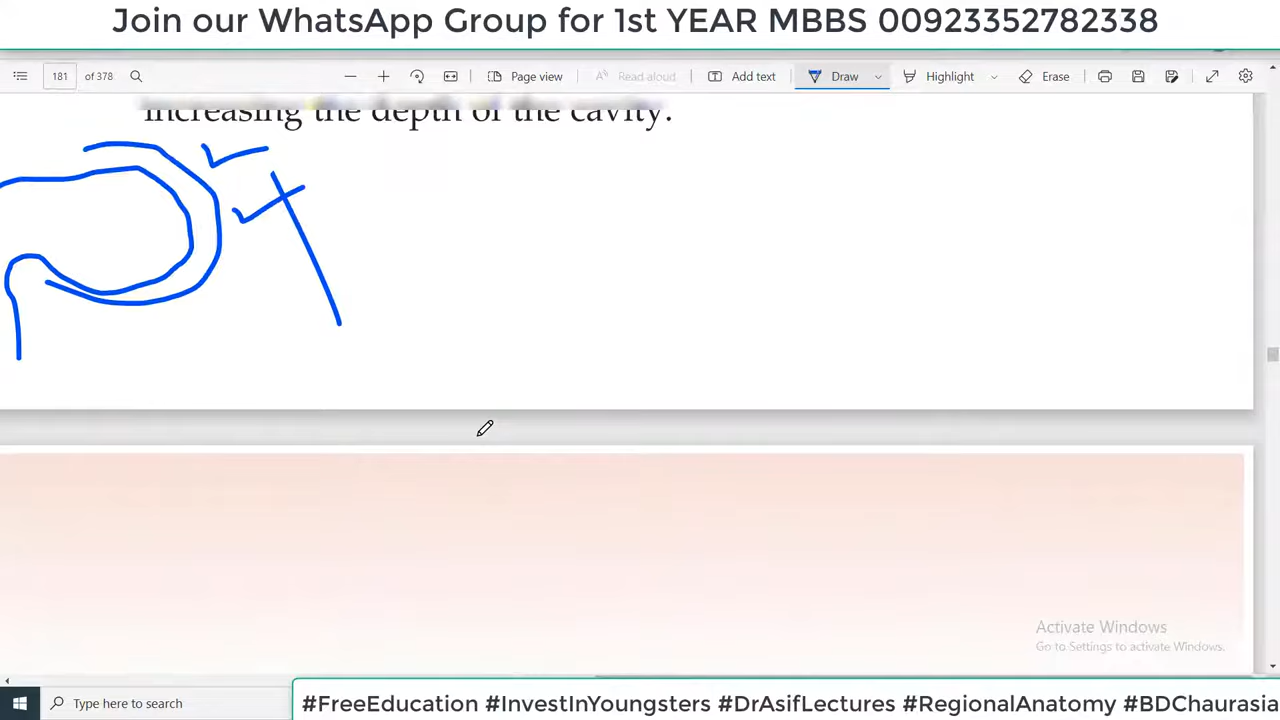 Join our WhatsApp Group for 1st YEAR MBBS 00923352782338
181 of 378 Page view Read aloud Add text Draw Highlight Erase
increasing the depth of the cavity.
Activate Windows
Go to Settings to activate Windows.
Type here to search
#FreeEducation #InvestInYoungsters #DrAsifLectures #RegionalAnatomy #BDChaurasia